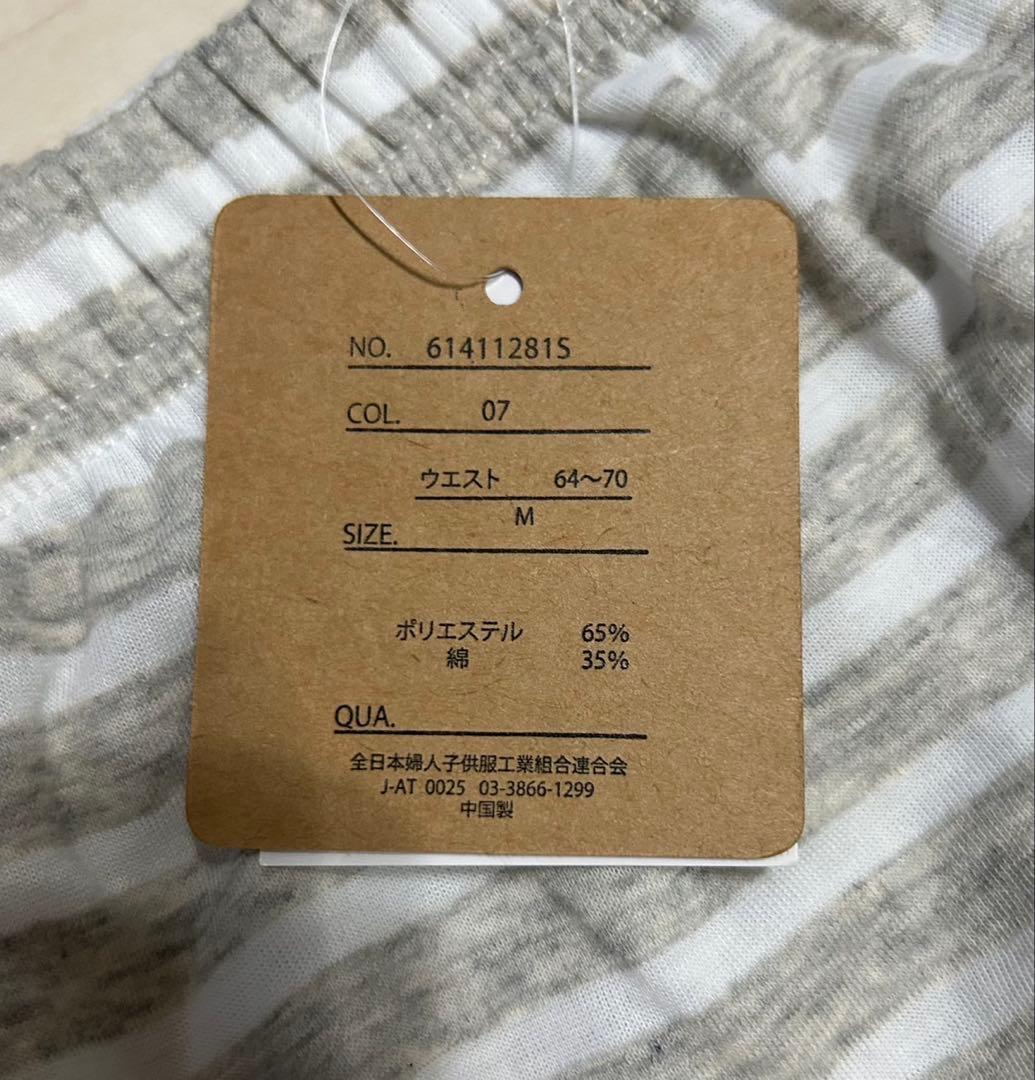 NO. 61411281S
COL. 07
ウエスト 64～70
M
SIZE.
ポリエステル 65%
綿 35%
QUA.
全日本婦人子供服工業組合連合会
J-AT 0025 03-3866-1299
中国製